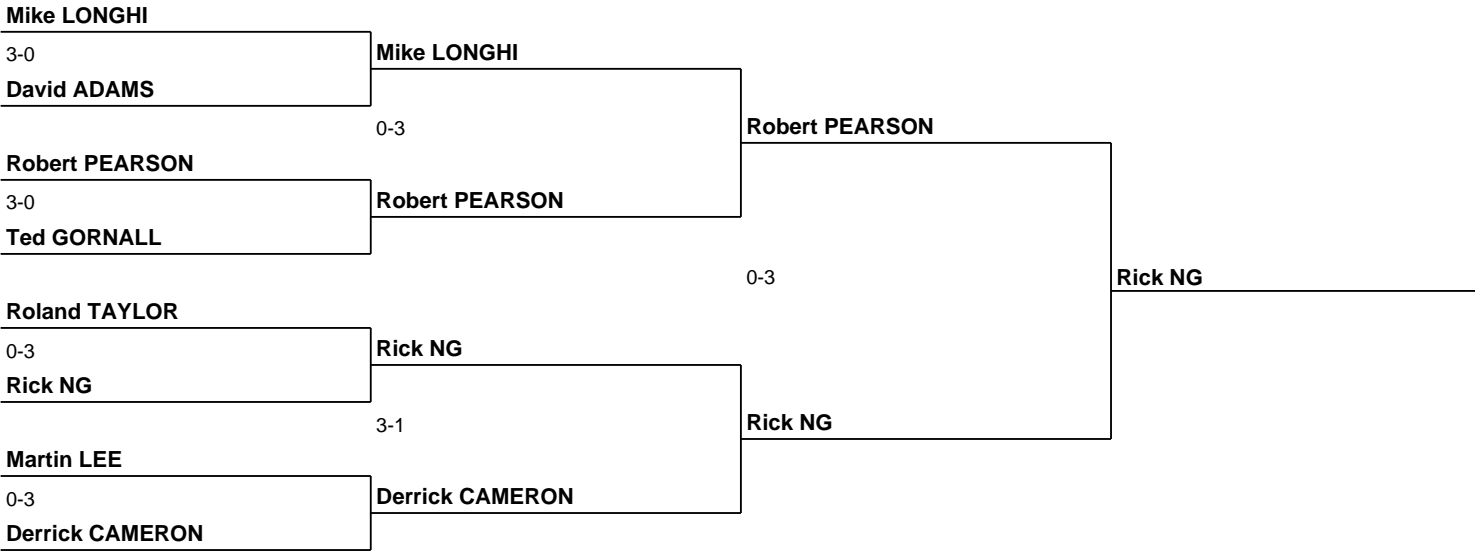 Mike LONGHI
3-0
Mike LONGHI
David ADAMS
0-3
Robert PEARSON
Robert PEARSON
3-0
Robert PEARSON
Ted GORNALL
0-3
Rick NG
Roland TAYLOR
0-3
Rick NG
Rick NG
3-1
Rick NG
Martin LEE
0-3
Derrick CAMERON
Derrick CAMERON